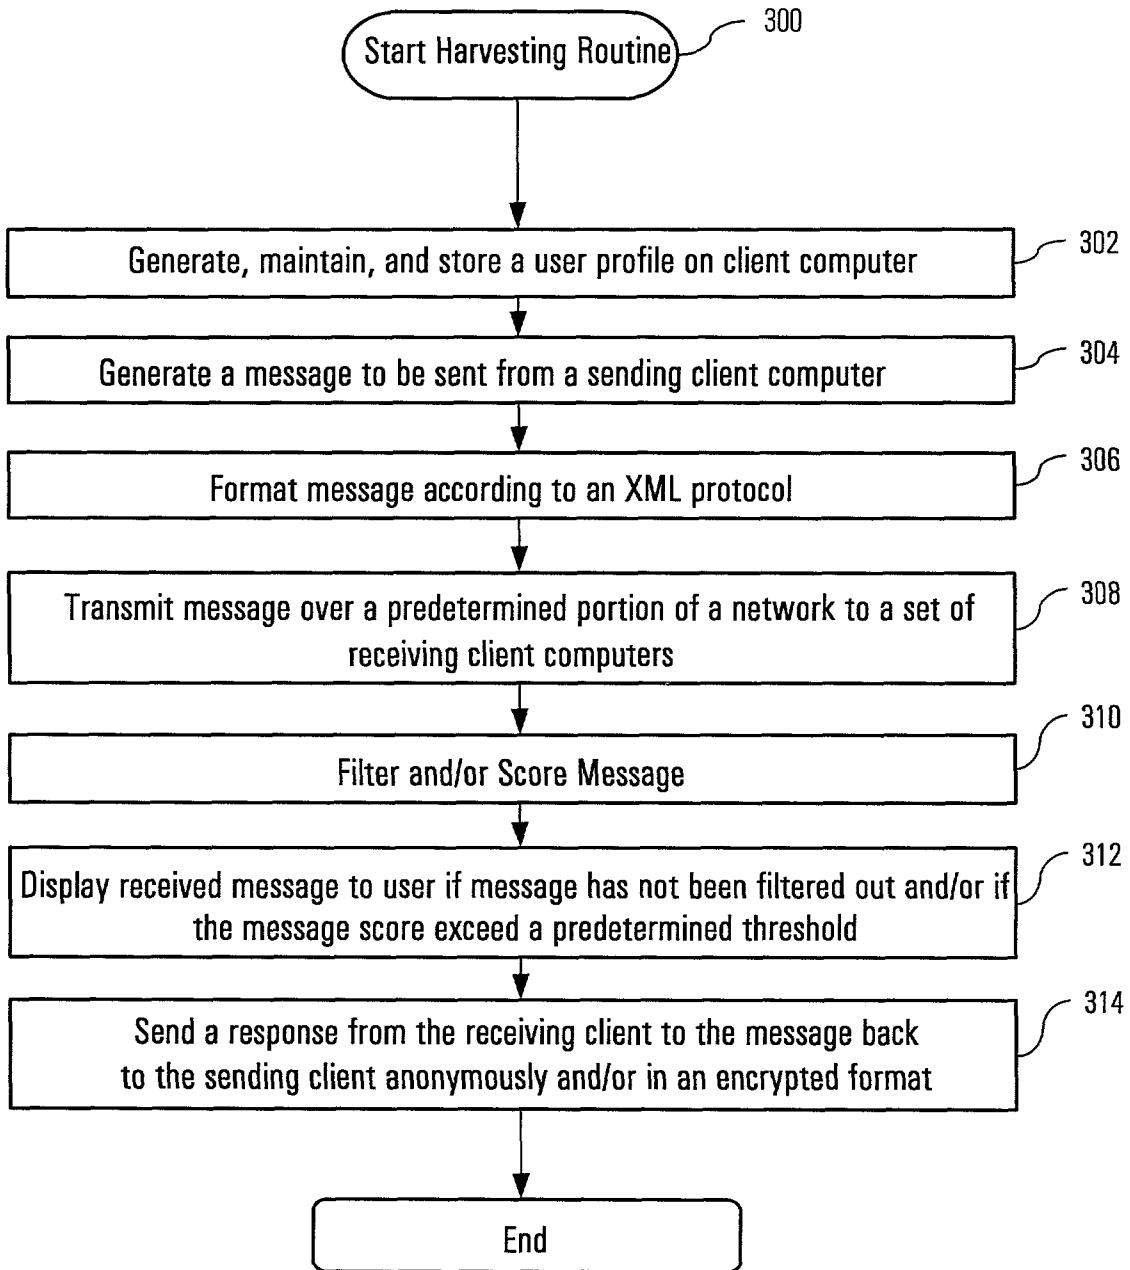 300
Start Harvesting Routine
302
Generate, maintain, and store a user profile on client computer
304
Generate a message to be sent from a sending client computer
306
Format message according to an XML protocol
308
Transmit message over a predetermined portion of a network to a set of
receiving client computers
310
Filter and/or Score Message
312
Display received message to user if message has not been filtered out and/or if
the message score exceed a predetermined threshold
314
Send a response from the receiving client to the message back
to the sending client anonymously and/or in an encrypted format
End